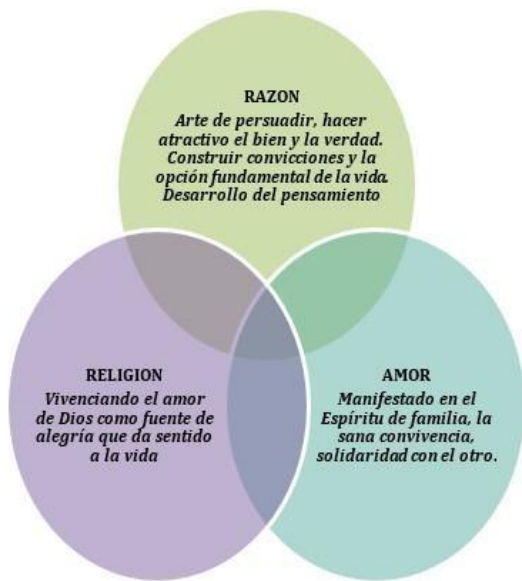 RAZON
Arte de persuadir, hacer
atractivo el bien y la verdad.
Construir convicciones y la
opción fundamental de la vida.
Desarrollo del pensamiento
RELIGION
Vivenciando el amor
de Dios como fuente de
alegría que da sentido
a la vida
AMOR
Manifestado en el
Espíritu de familia, la
sana convivencia,
solidaridad con el otro.